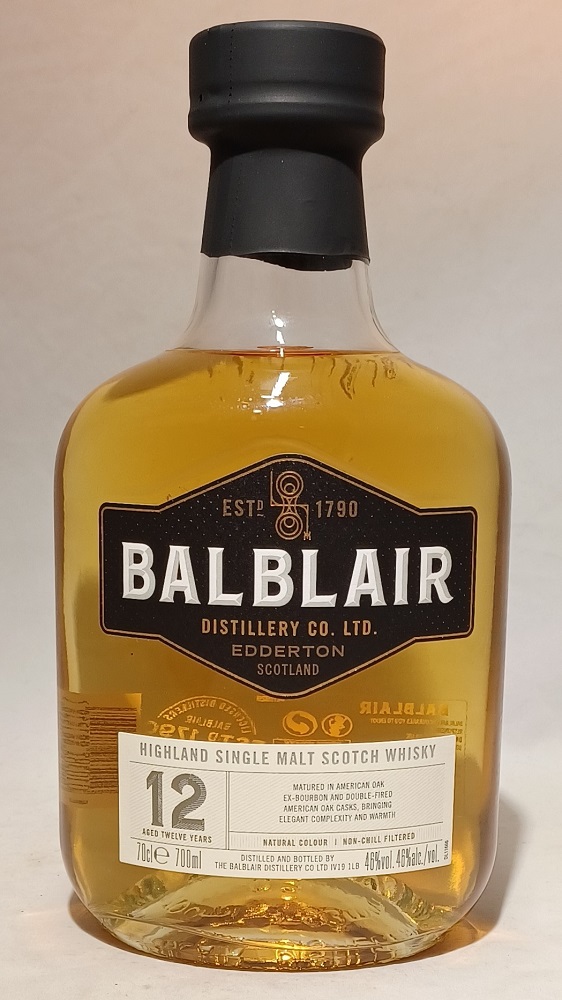 ESTD 1790
BALBLAIR
DISTILLERY CO. LTD.
EDDERTON
SCOTLAND
HIGHLAND SINGLE MALT SCOTCH WHISKY
12
AGED TWELVE YEARS
MATURED IN AMERICAN OAK
EX-BOURBON AND DOUBLE-FIRED
AMERICAN OAK CASKS, BRINGING
ELEGANT COMPLEXITY AND WARMTH
NATURAL COLOUR | NON-CHILL FILTERED
70cl ℮ 700ml
DISTILLED AND BOTTLED BY
THE BALBLAIR DISTILLERY CO LTD IV19 1LB
46%vol. 46%alc./vol.
BALBLAIR